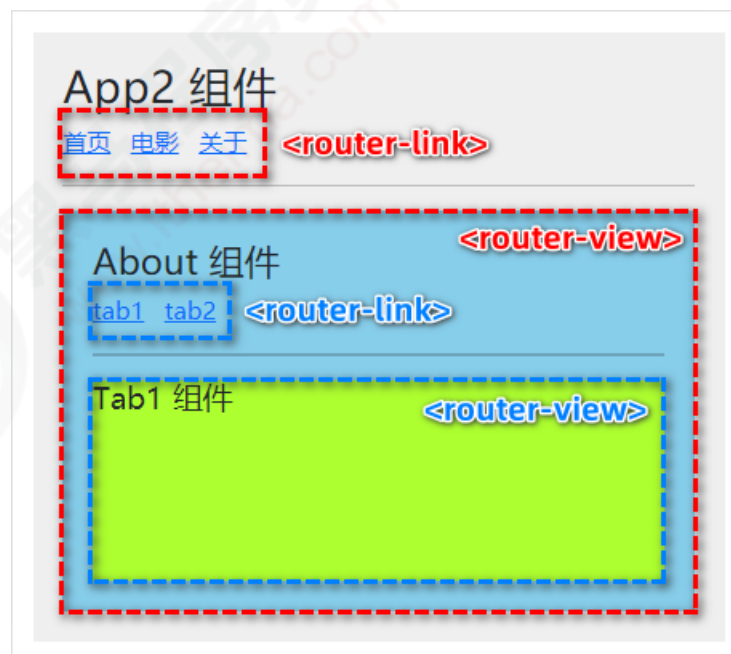 App2 组件
首页 电影 关于 <router-link>
<router-view>
About 组件
tab1 tab2 <router-link>
Tab1 组件
<router-view>